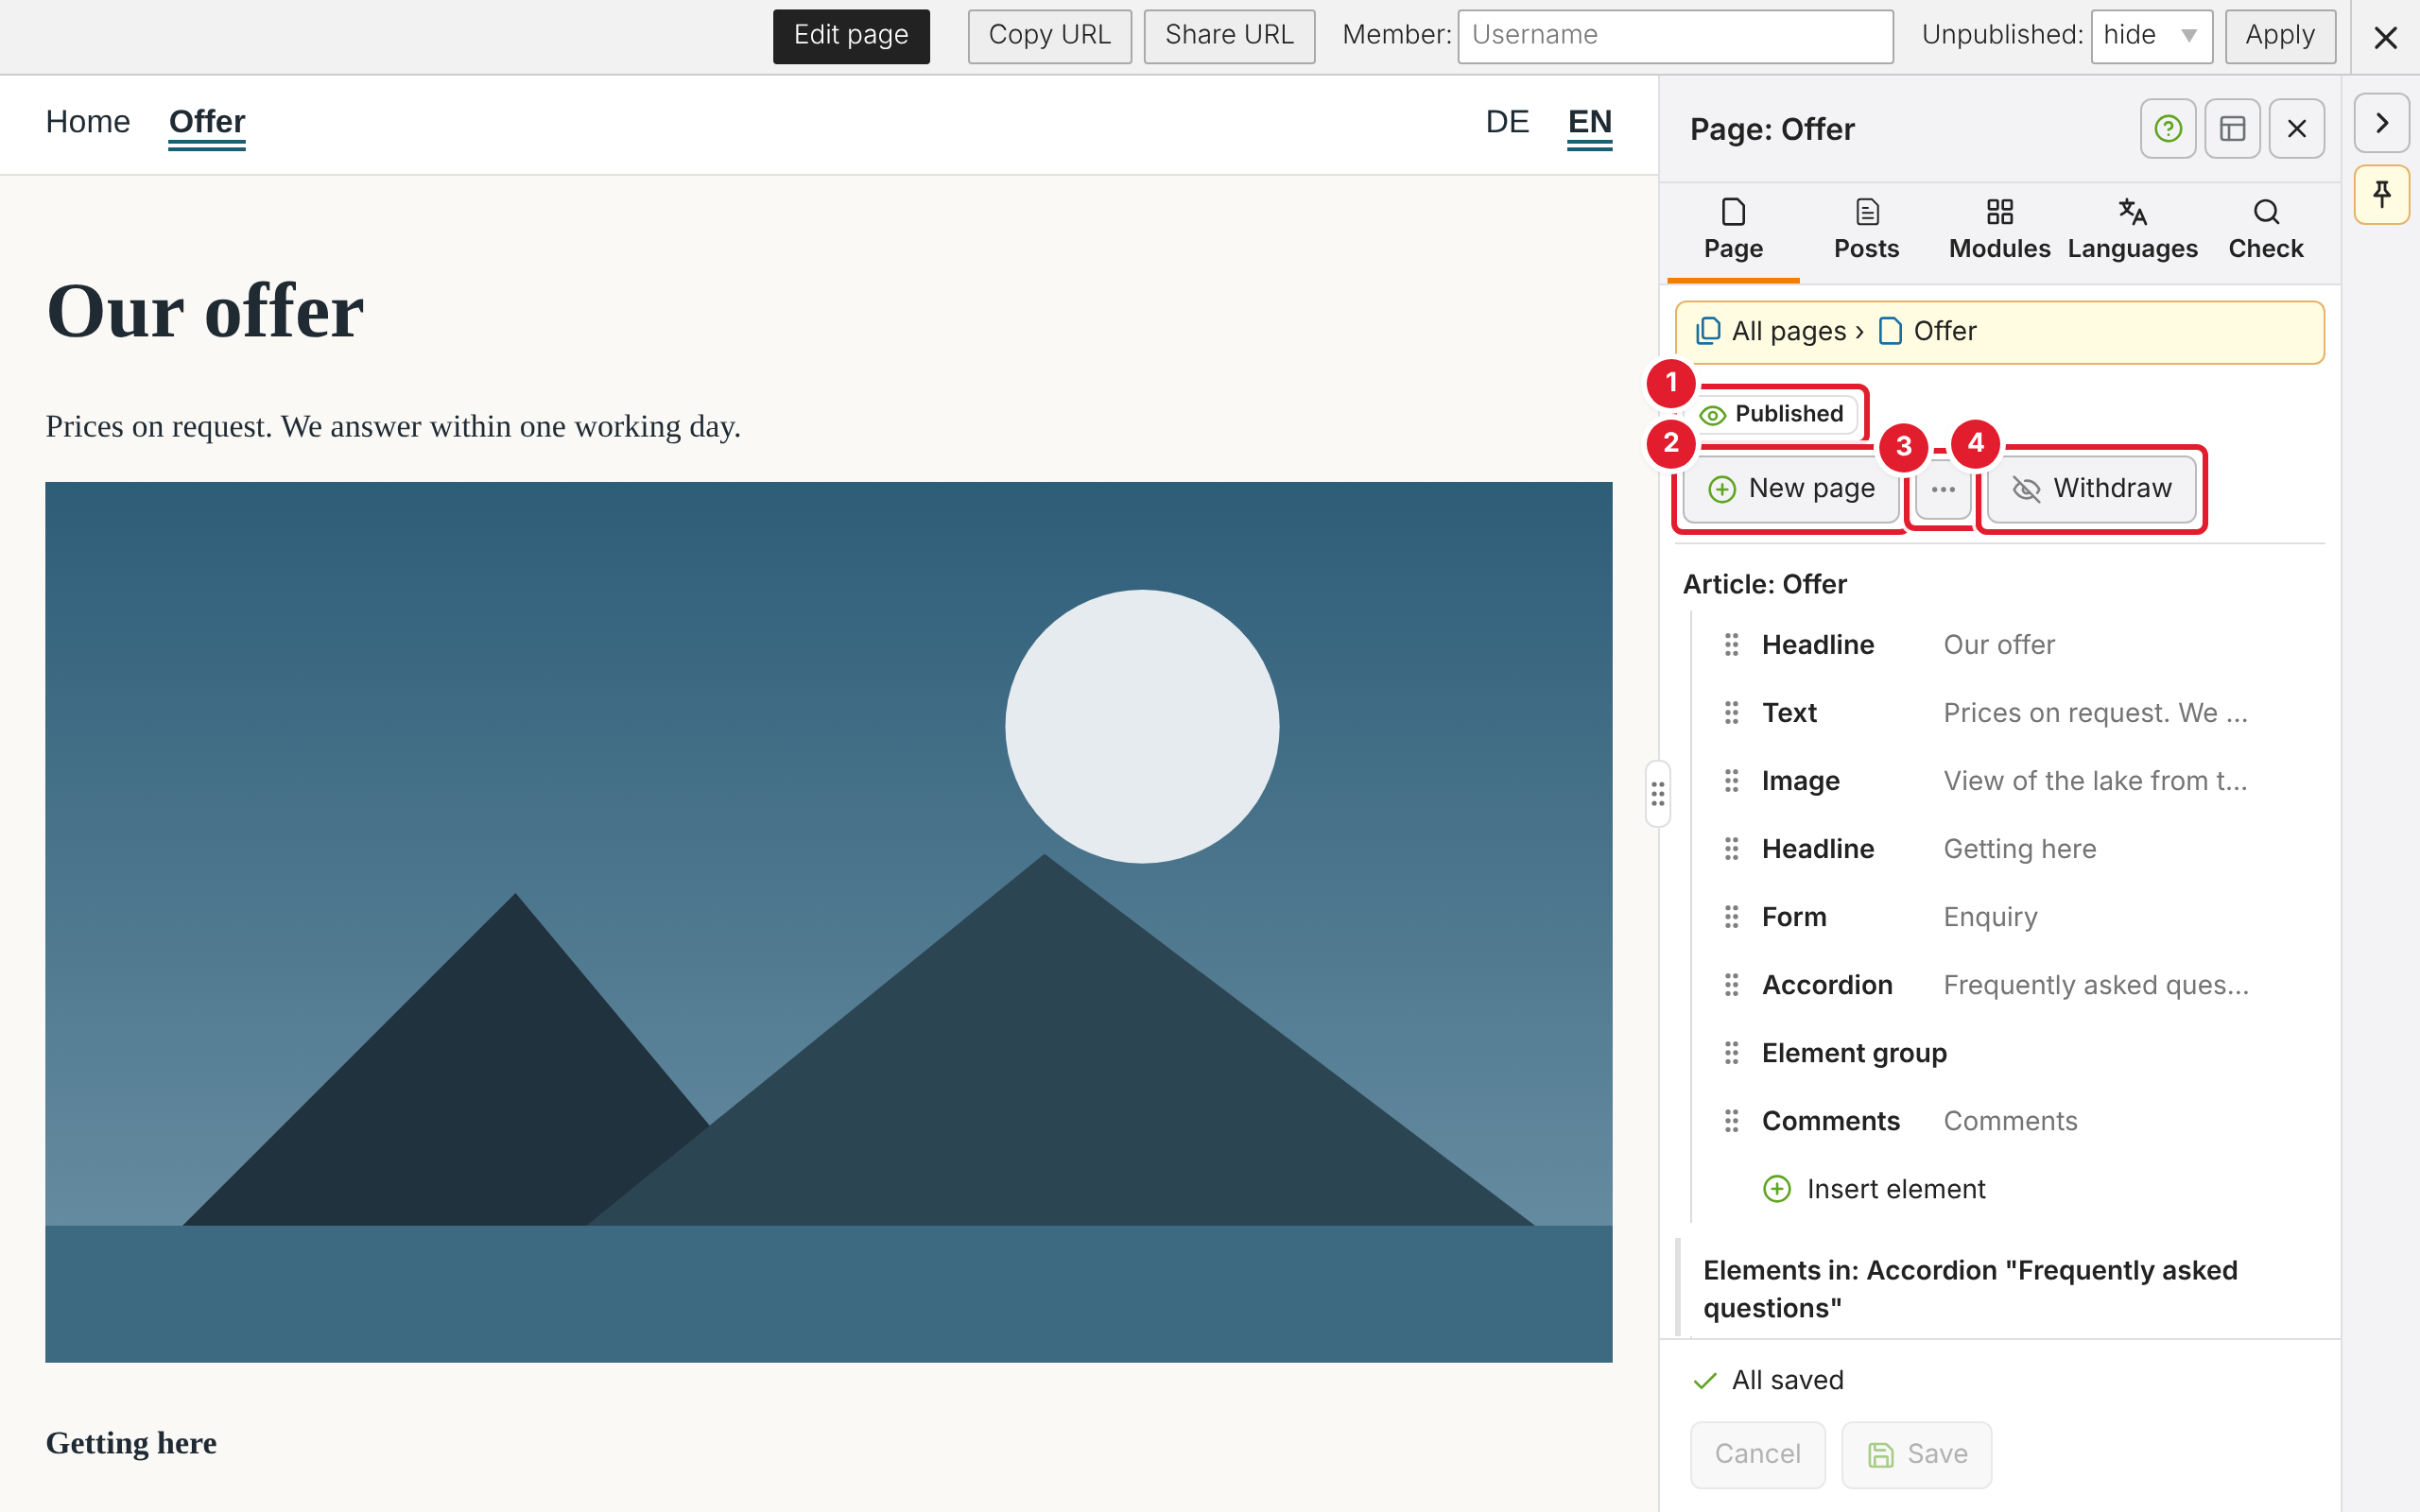 Edit page Copy URL Share URL Member: Username Unpublished: hide Apply
Home Offer DE EN
Our offer
Prices on request. We answer within one working day.
Getting here
Page: Offer
Page Posts Modules Languages Check
All pages › Offer
1 Published
2 New page 3 ... 4 Withdraw
Article: Offer
Headline Our offer
Text Prices on request. We ...
Image View of the lake from t...
Headline Getting here
Form Enquiry
Accordion Frequently asked ques...
Element group
Comments Comments
Insert element
Elements in: Accordion "Frequently asked
questions"
All saved
Cancel Save